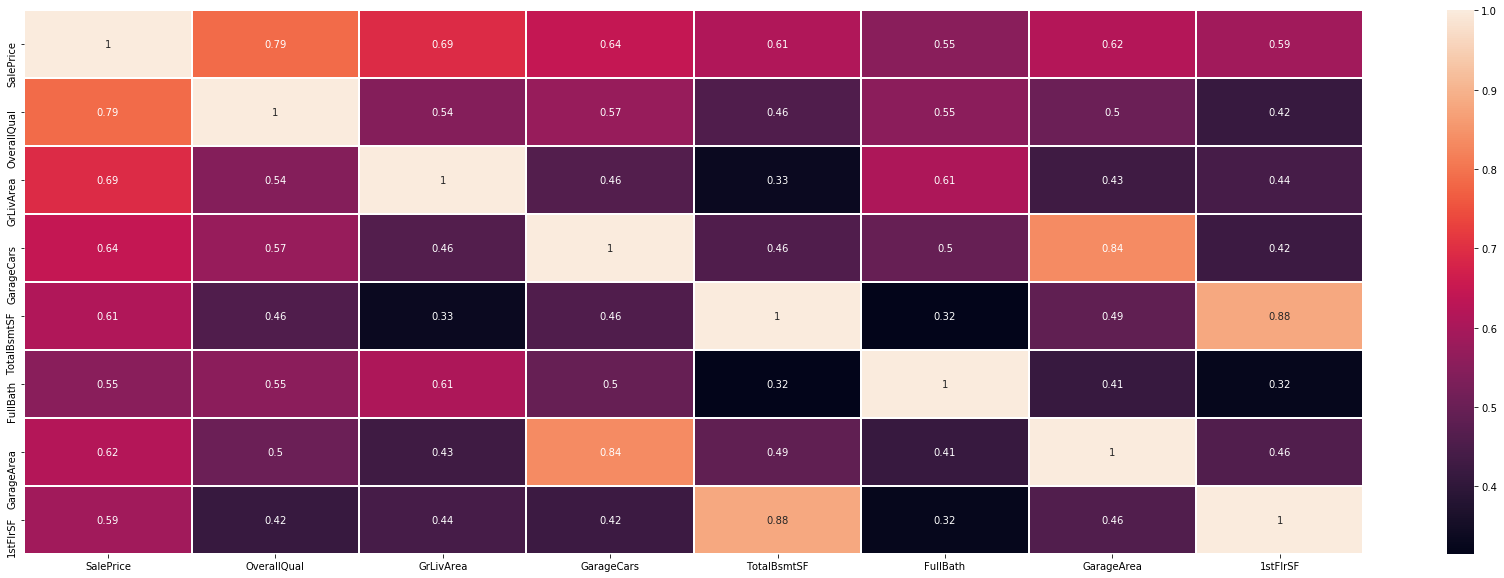 SalePrice 1 0.79 0.69 0.64 0.61 0.55 0.62 0.59
OverallQual 0.79 1 0.54 0.57 0.46 0.55 0.5 0.42
GrLivArea 0.69 0.54 1 0.46 0.33 0.61 0.43 0.44
GarageCars 0.64 0.57 0.46 1 0.46 0.5 0.84 0.42
TotalBsmtSF 0.61 0.46 0.33 0.46 1 0.32 0.49 0.88
FullBath 0.55 0.55 0.61 0.5 0.32 1 0.41 0.32
GarageArea 0.62 0.5 0.43 0.84 0.49 0.41 1 0.46
1stFlrSF 0.59 0.42 0.44 0.42 0.88 0.32 0.46 1
SalePrice OverallQual GrLivArea GarageCars TotalBsmtSF FullBath GarageArea 1stFlrSF
1.0
0.9
0.8
0.7
0.6
0.5
0.4